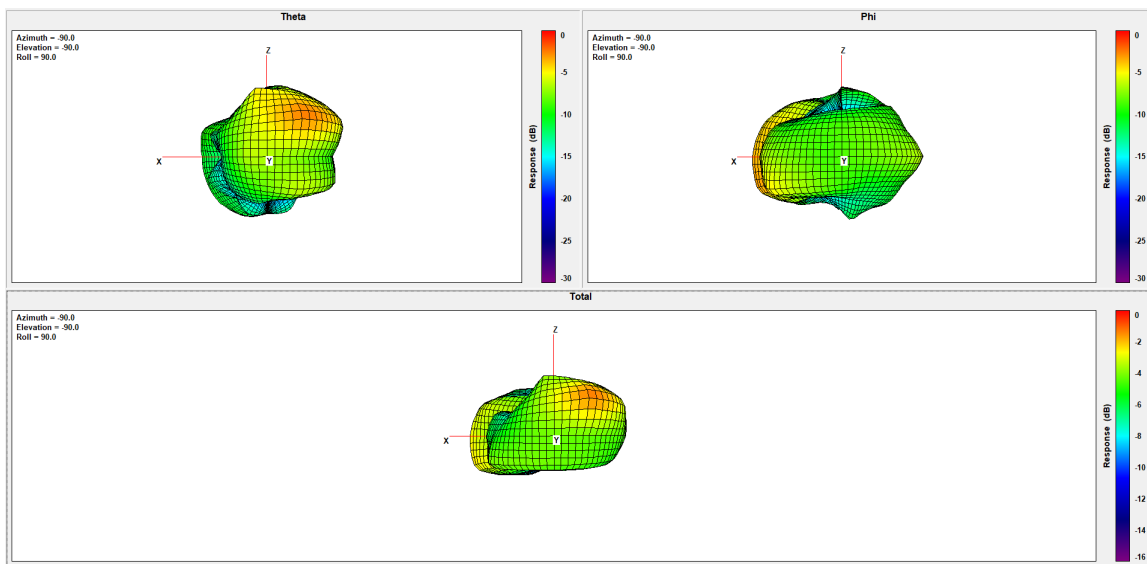 Theta
Azimuth = -90.0
Elevation = -90.0
Roll = 90.0
Z
X
Y
0
-5
-10
-15
-20
-25
-30
Response (dB)
Phi
Azimuth = -90.0
Elevation = -90.0
Roll = 90.0
Z
X
Y
0
-5
-10
-15
-20
-25
-30
Response (dB)
Total
Azimuth = -90.0
Elevation = -90.0
Roll = 90.0
Z
X
Y
0
-2
-4
-6
-8
-10
-12
-14
-16
Response (dB)